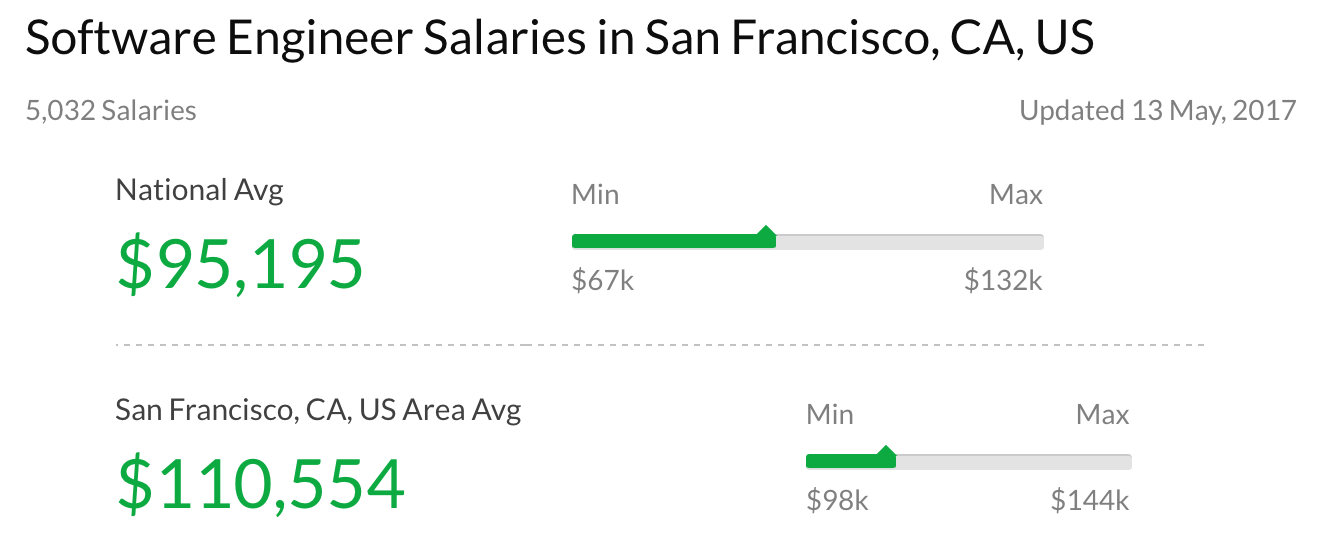 Software Engineer Salaries in San Francisco, CA, US
5,032 Salaries
Updated 13 May, 2017
National Avg
$95,195
Min
Max
$67k
$132k
San Francisco, CA, US Area Avg
$110,554
Min
Max
$98k
$144k